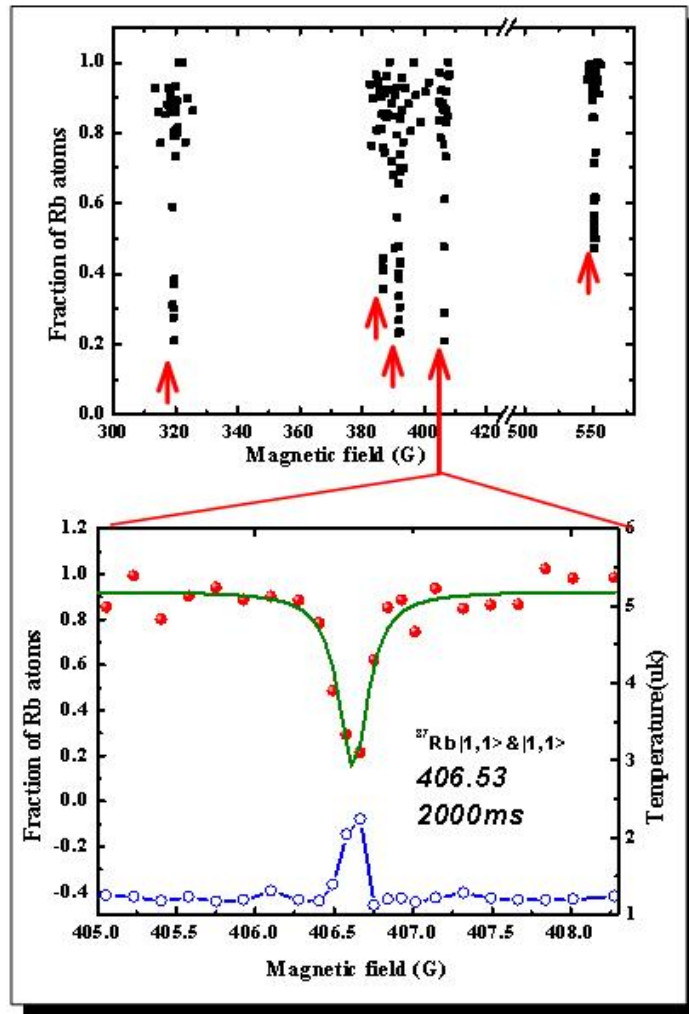 Fraction of Rb atoms
1.0
0.8
0.6
0.4
0.2
0.0
300 320 340 360 380 400 420 500 550
Magnetic field (G)
Fraction of Rb atoms
1.2
1.0
0.8
0.6
0.4
0.2
0.0
-0.2
-0.4
6
5
4
3
2
1
Temperature(uk)
87Rb|1,1>&|1,1>
406.53
2000ms
405.0 405.5 406.0 406.5 407.0 407.5 408.0
Magnetic field (G)